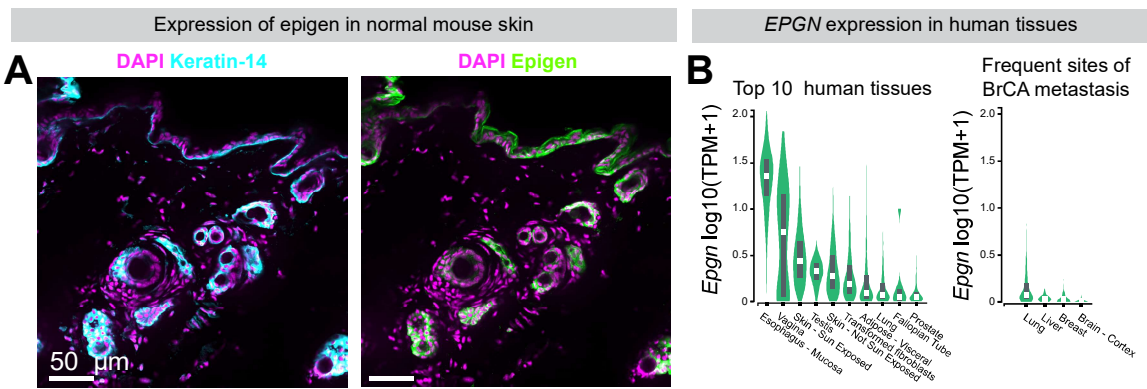 Expression of epigen in normal mouse skin
EPGN expression in human tissues
A
DAPI Keratin-14
DAPI Epigen
50 μm
B
Top 10 human tissues
Epgn log10(TPM+1)
2.0
1.5
1.0
0.5
0
Esophagus - Mucosa
Vagina
Skin - Sun Exposed
Testis
Skin - Not Sun Exposed
Transformed fibroblasts
Adipose - Visceral
Lung
Fallopian Tube
Prostate
Frequent sites of
BrCA metastasis
Epgn log10(TPM+1)
2.0
1.5
1.0
0.5
0
Lung
Liver
Breast
Brain - Cortex